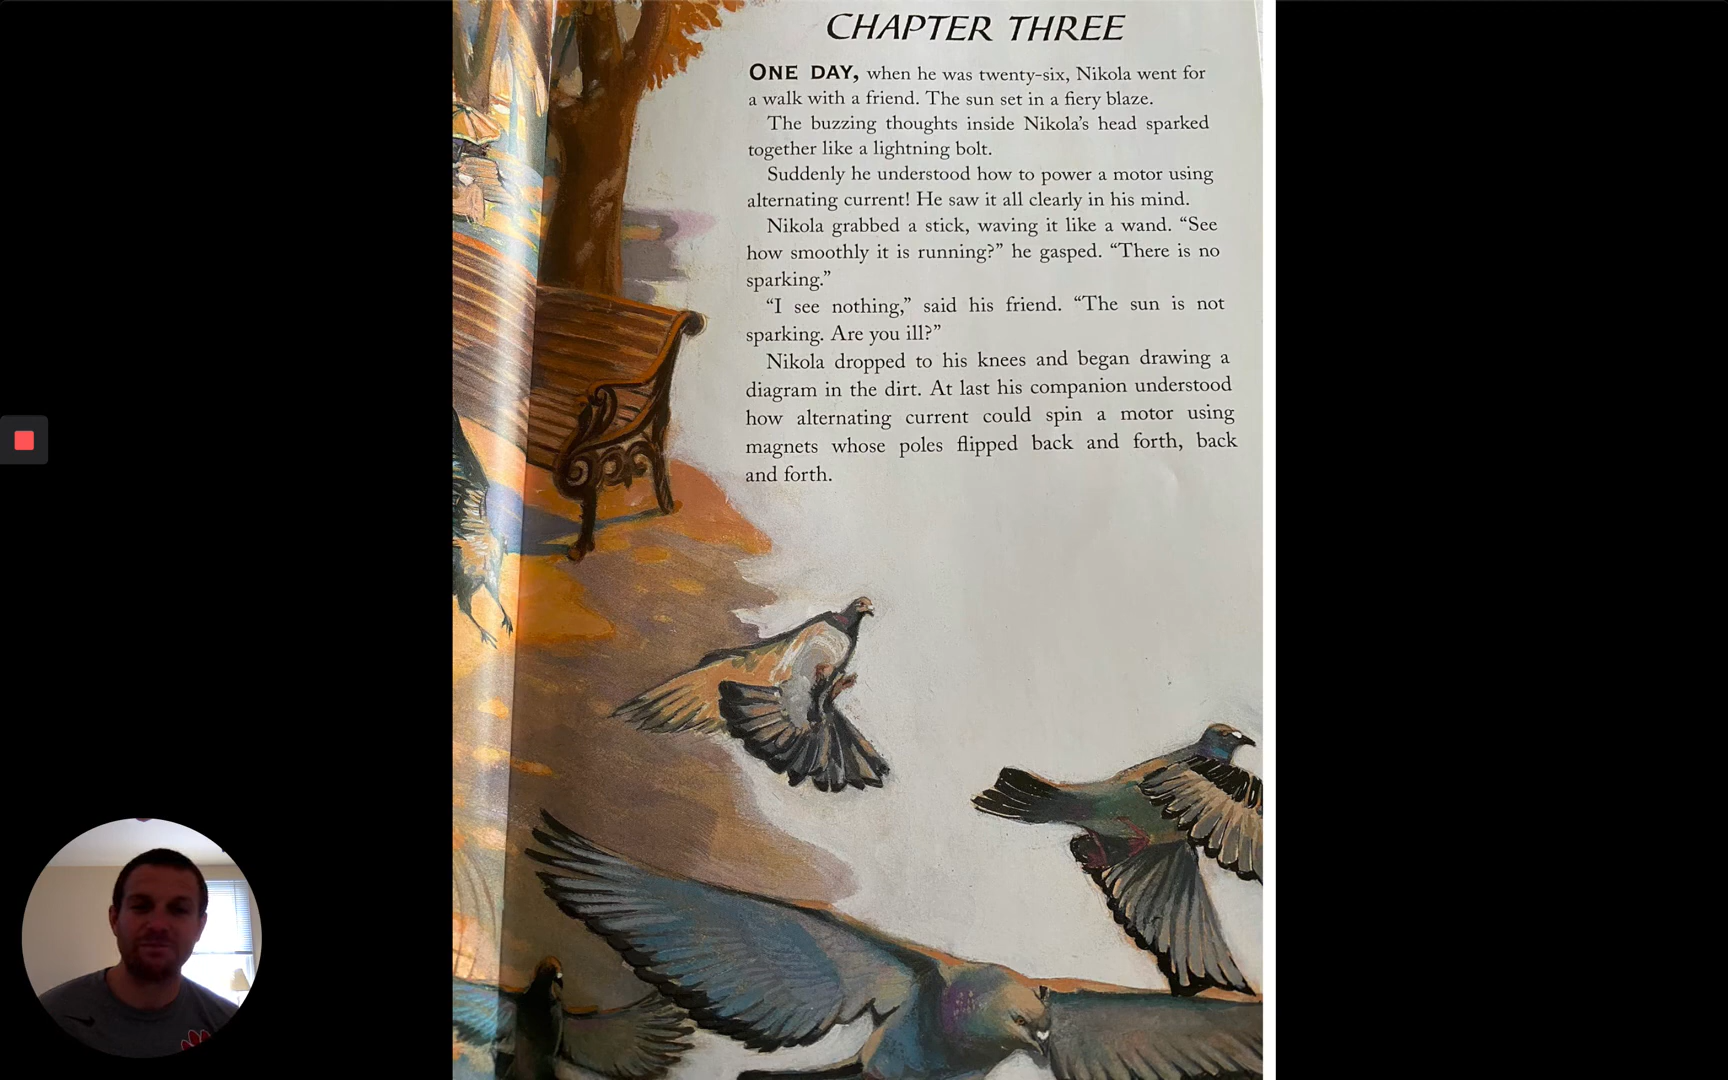 CHAPTER THREE
ONE DAY, when he was twenty-six, Nikola went for
a walk with a friend. The sun set in a fiery blaze.
The buzzing thoughts inside Nikola's head sparked
together like a lightning bolt.
Suddenly he understood how to power a motor using
alternating current! He saw it all clearly in his mind.
Nikola grabbed a stick, waving it like a wand. “See
how smoothly it is running?” he gasped. “There is no
sparking.”
“I see nothing,” said his friend. “The sun is not
sparking. Are you ill?”
Nikola dropped to his knees and began drawing a
diagram in the dirt. At last his companion understood
how alternating current could spin a motor using
magnets whose poles flipped back and forth, back
and forth.